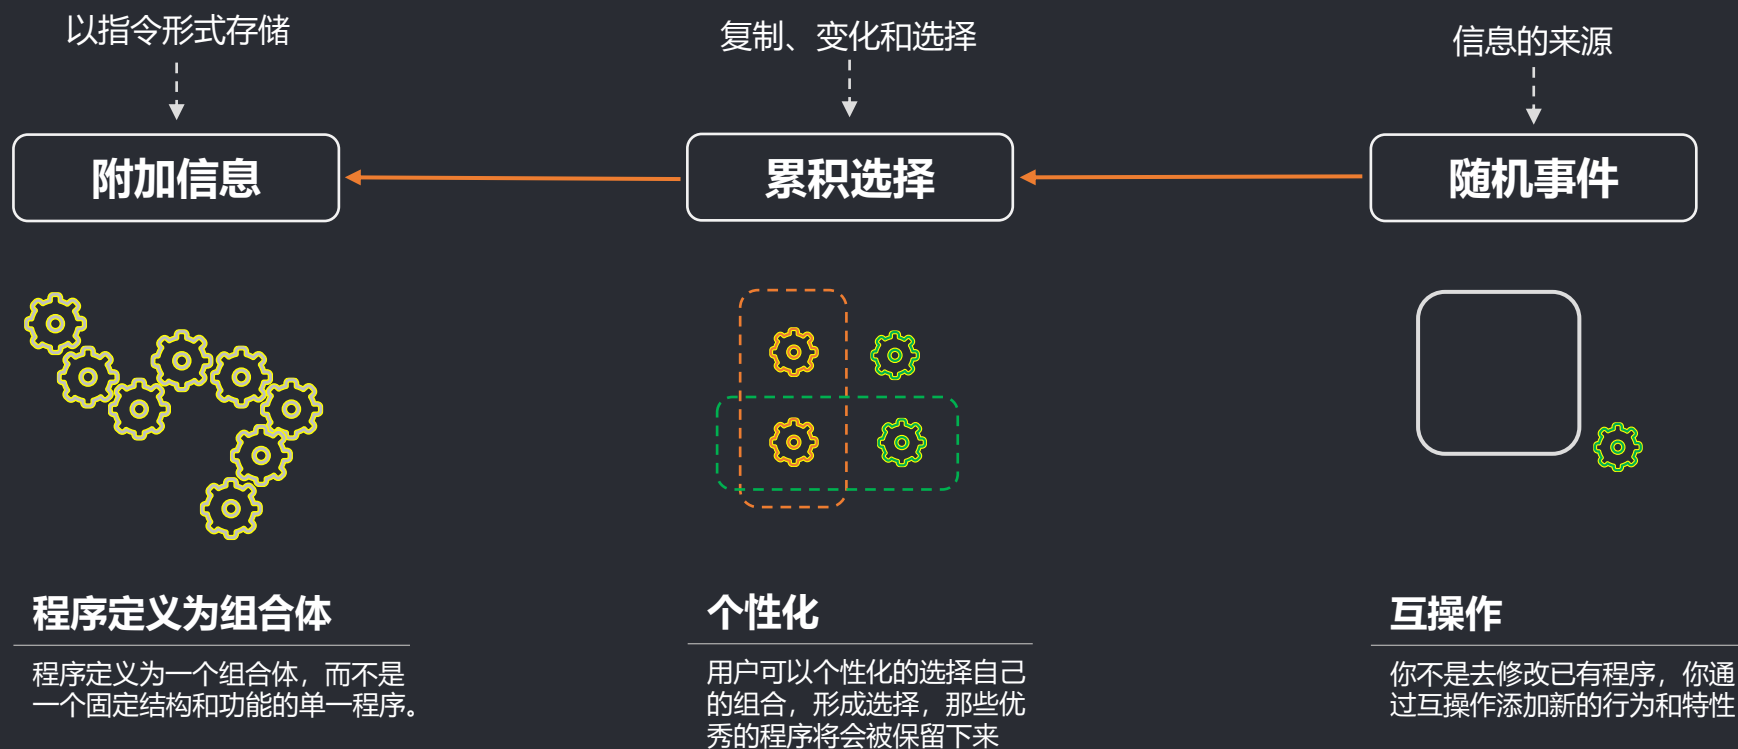 以指令形式存储
复制、变化和选择
信息的来源
附加信息
累积选择
随机事件
程序定义为组合体
程序定义为一个组合体，而不是
一个固定结构和功能的单一程序。
个性化
用户可以个性化的选择自己
的组合，形成选择，那些优
秀的程序将会被保留下来
互操作
你不是去修改已有程序，你通
过互操作添加新的行为和特性